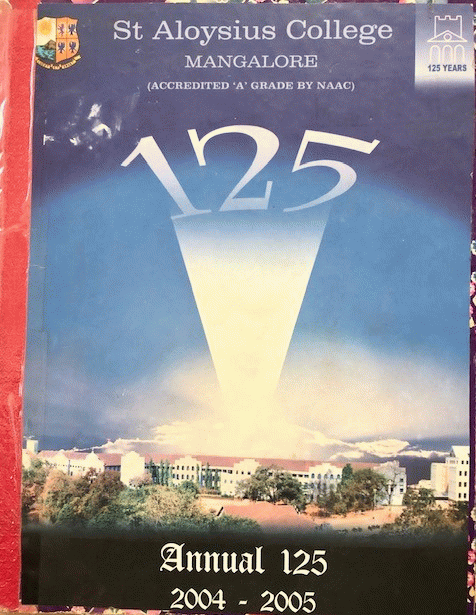 St Aloysius College
MANGALORE
(ACCREDITED 'A' GRADE BY NAAC)
125 YEARS
125
Annual 125
2004 - 2005